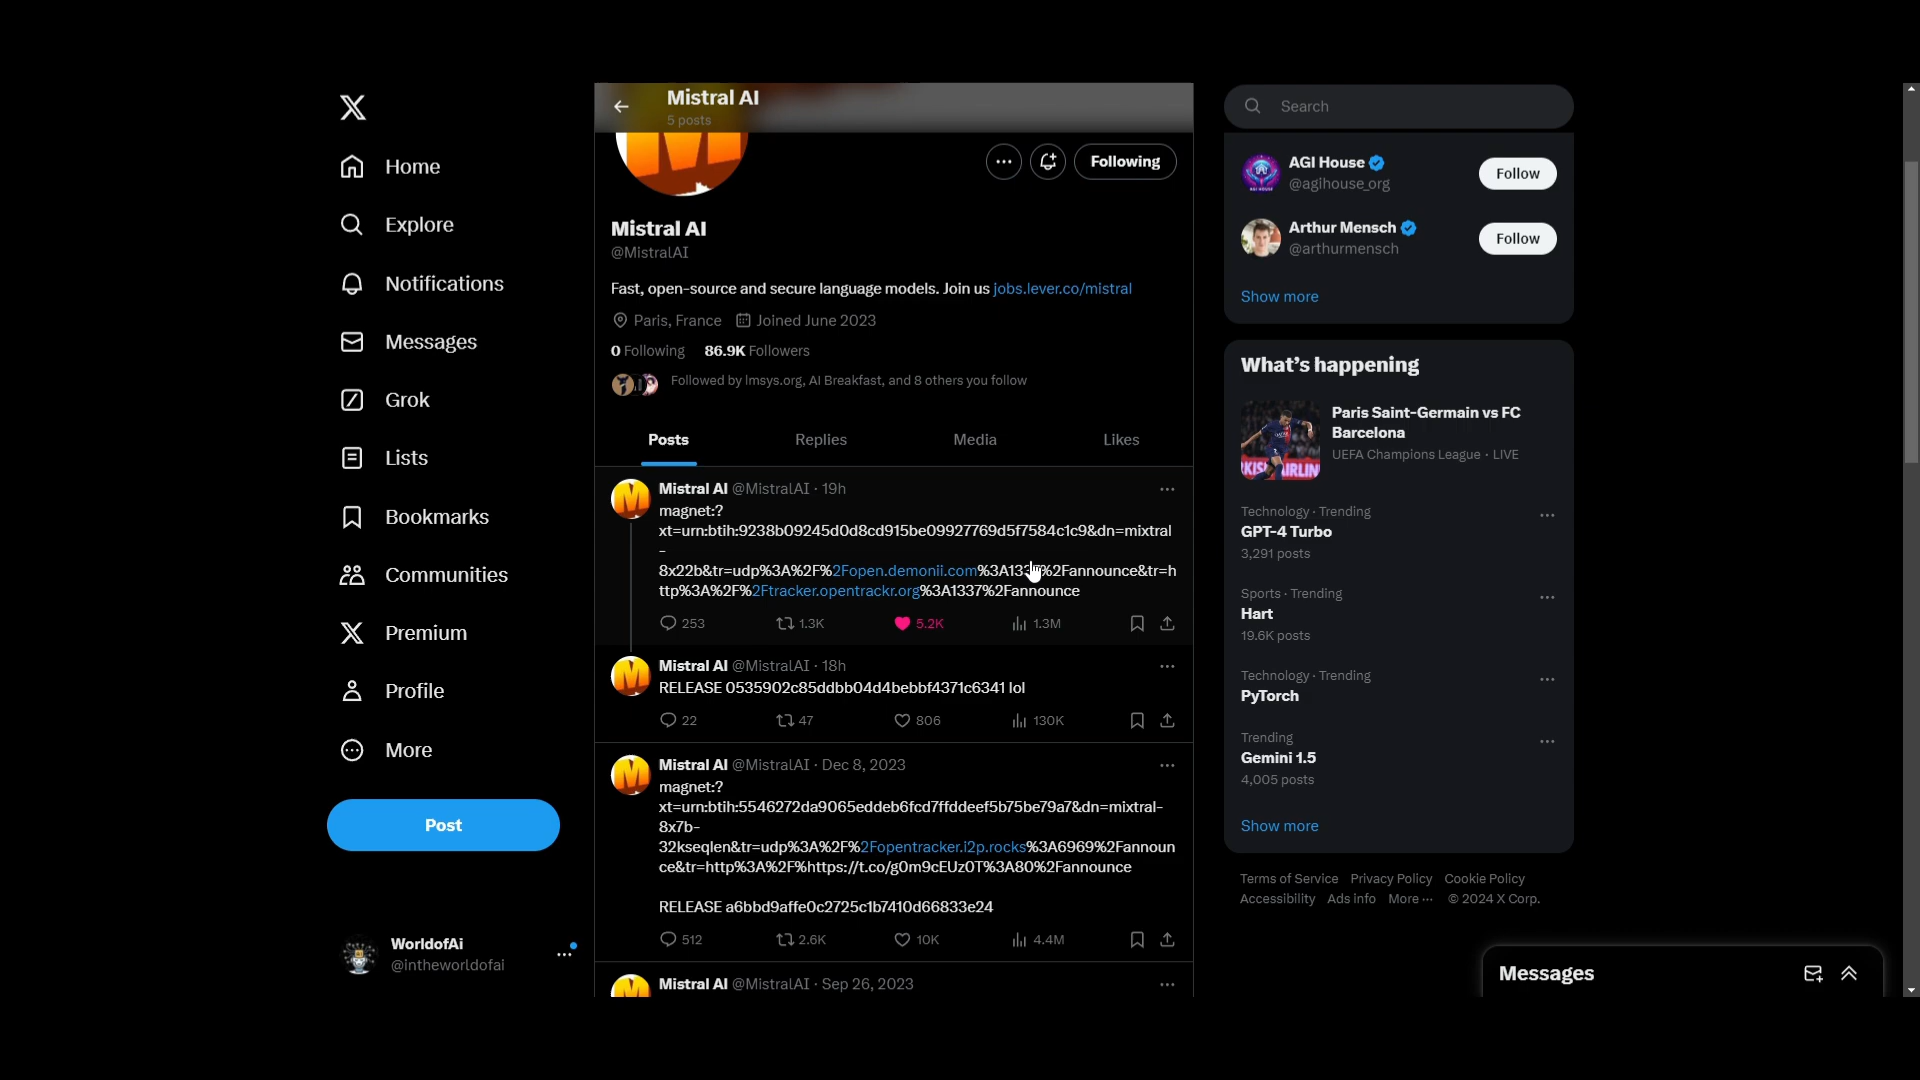 Home
Explore
Notifications
Messages
Grok
Lists
Bookmarks
Communities
Premium
Profile
More
Post
WorldofAi
@intheworldofai
Mistral AI
5 posts
Following
Mistral AI
@MistralAI
Fast, open-source and secure language models. Join us jobs.lever.co/mistral
Paris, France Joined June 2023
0 Following 86.9K Followers
Followed by lmsys.org, AI Breakfast, and 8 others you follow
Posts Replies Media Likes
Mistral AI @MistralAI · 19h
magnet:?
xt=urn:btih:9238b09245d0d8cd915be09927769d5f7584c1c9&dn=mixtral
-
8x22b&tr=udp%3A%2F%2Fopen.demonii.com%3A1337%2Fannounce&tr=h
ttp%3A%2F%2Ftracker.opentrackr.org%3A1337%2Fannounce
253 1.3K 5.2K 1.3M
Mistral AI @MistralAI · 18h
RELEASE 0535902c85ddbb04d4bebbf4371c6341 lol
22 47 806 130K
Mistral AI @MistralAI · Dec 8, 2023
magnet:?
xt=urn:btih:5546272da9065eddeb6fcd7ffddeef5b75be79a7&dn=mixtral-
8x7b-
32kseqlen&tr=udp%3A%2F%2Fopentracker.i2p.rocks%3A6969%2Fannoun
ce&tr=http%3A%2F%https://t.co/g0m9cEUz0T%3A80%2Fannounce
RELEASE a6bbd9affe0c2725c1b7410d66833e24
512 2.6K 10K 4.4M
Mistral AI @MistralAI · Sep 26, 2023
Search
AGI House
@agihouse_org
Follow
Arthur Mensch
@arthurmensch
Follow
Show more
What's happening
Paris Saint-Germain vs FC
Barcelona
UEFA Champions League · LIVE
Technology · Trending
GPT-4 Turbo
3,291 posts
Sports · Trending
Hart
19.6K posts
Technology · Trending
PyTorch
Trending
Gemini 1.5
4,005 posts
Show more
Terms of Service Privacy Policy Cookie Policy
Accessibility Ads info More ··· © 2024 X Corp.
Messages